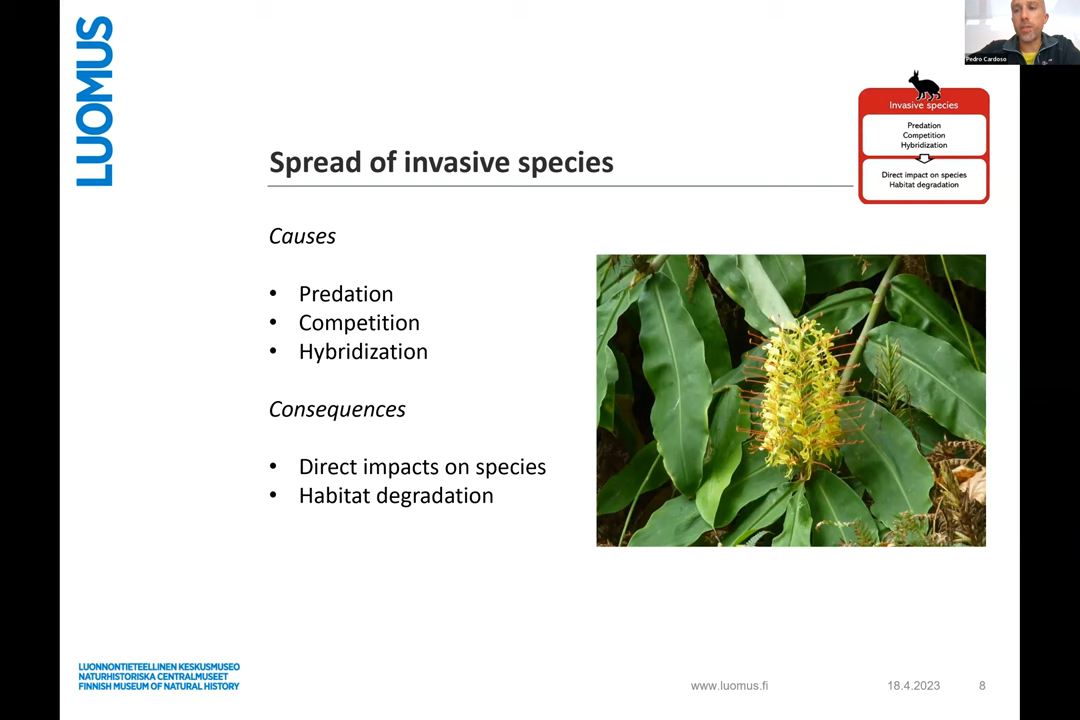 LUOMUS
Pedro Cardoso
Invasive species
Predation
Competition
Hybridization
Direct impact on species
Habitat degradation
Spread of invasive species
Causes
• Predation
• Competition
• Hybridization
Consequences
• Direct impacts on species
• Habitat degradation
LUONNONTIETEELLINEN KESKUSMUSEO
NATURHISTORISKA CENTRALMUSEET
FINNISH MUSEUM OF NATURAL HISTORY
www.luomus.fi
18.4.2023
8